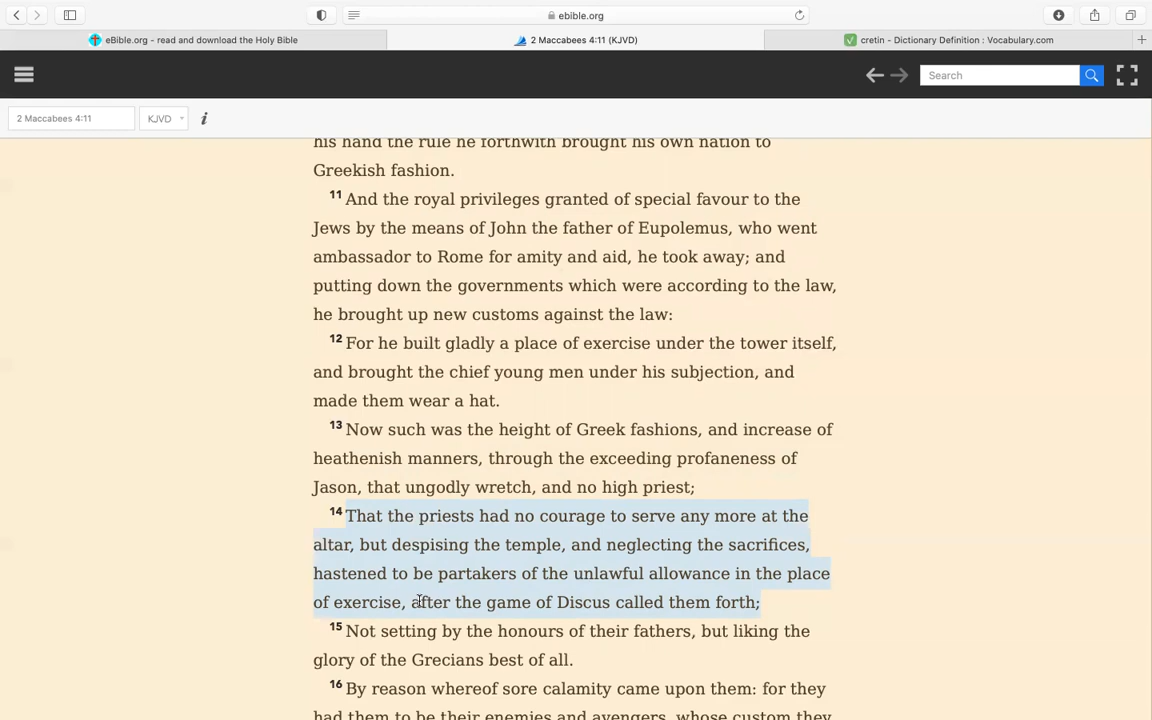 ebible.org
eBible.org - read and download the Holy Bible
2 Maccabees 4:11 (KJVD)
cretin - Dictionary Definition : Vocabulary.com
Search
2 Maccabees 4:11
KJVD
i
his hand the rule he forthwith brought his own nation to
Greekish fashion.
11 And the royal privileges granted of special favour to the
Jews by the means of John the father of Eupolemus, who went
ambassador to Rome for amity and aid, he took away; and
putting down the governments which were according to the law,
he brought up new customs against the law:
12 For he built gladly a place of exercise under the tower itself,
and brought the chief young men under his subjection, and
made them wear a hat.
13 Now such was the height of Greek fashions, and increase of
heathenish manners, through the exceeding profaneness of
Jason, that ungodly wretch, and no high priest;
14 That the priests had no courage to serve any more at the
altar, but despising the temple, and neglecting the sacrifices,
hastened to be partakers of the unlawful allowance in the place
of exercise, after the game of Discus called them forth;
15 Not setting by the honours of their fathers, but liking the
glory of the Grecians best of all.
16 By reason whereof sore calamity came upon them: for they
had them to be their enemies and avengers, whose custom they